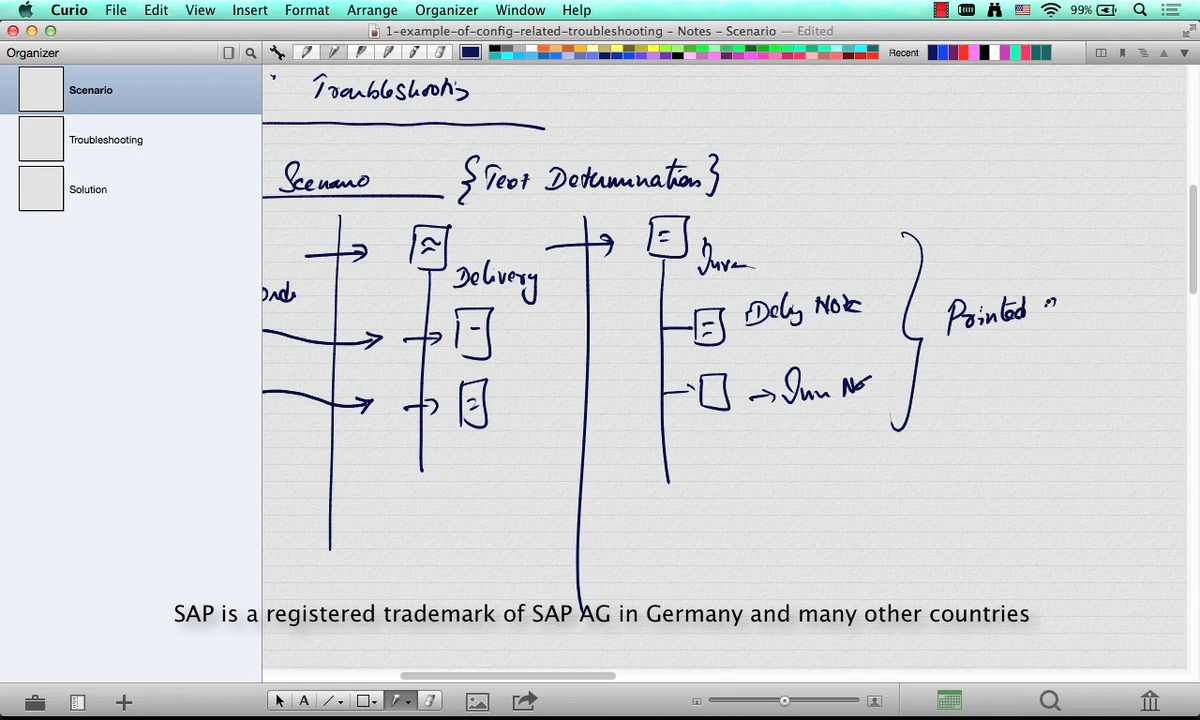 Curio File Edit View Insert Format Arrange Organizer Window Help 99%
1-example-of-config-related-troubleshooting – Notes – Scenario — Edited
Organizer Recent
Scenario
Troubleshooting
Solution
Troubleshooting
Scenario {Text Determination}
Delivery
Printed
SAP is a registered trademark of SAP AG in Germany and many other countries
A